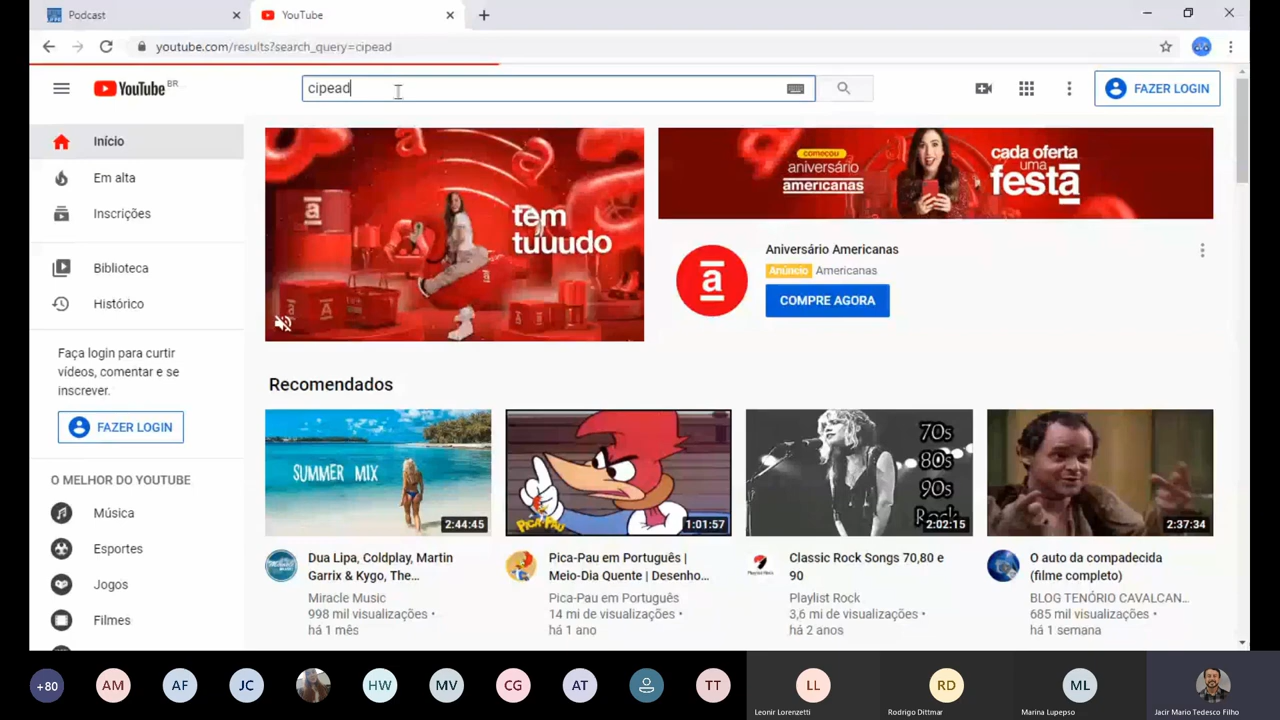 Podcast
YouTube
youtube.com/results?search_query=cipead
YouTube BR
cipead
FAZER LOGIN
Início
Em alta
Inscrições
Biblioteca
Histórico
Faça login para curtir
vídeos, comentar e se
inscrever.
FAZER LOGIN
O MELHOR DO YOUTUBE
Música
Esportes
Jogos
Filmes
tem
tuuudo
começou
aniversário
americanas
cada oferta
uma
festa
Aniversário Americanas
Anúncio Americanas
COMPRE AGORA
Recomendados
SUMMER MIX
2:44:45
Dua Lipa, Coldplay, Martin
Garrix & Kygo, The...
Miracle Music
998 mil visualizações •
há 1 mês
PICA-PAU
1:01:57
Pica-Pau em Português |
Meio-Dia Quente | Desenho...
Pica-Pau em Português
14 mi de visualizações •
há 1 ano
70s
80s
90s
Rock
2:02:15
Classic Rock Songs 70,80 e
90
Playlist Rock
3,6 mi de visualizações •
há 2 anos
2:37:34
O auto da compadecida
(filme completo)
BLOG TENÓRIO CAVALCAN...
685 mil visualizações •
há 1 semana
+80
AM
AF
JC
HW
MV
CG
AT
TT
LL
Leonir Lorenzetti
RD
Rodrigo Dittmar
ML
Marina Lupepso
Jacir Mario Tedesco Filho